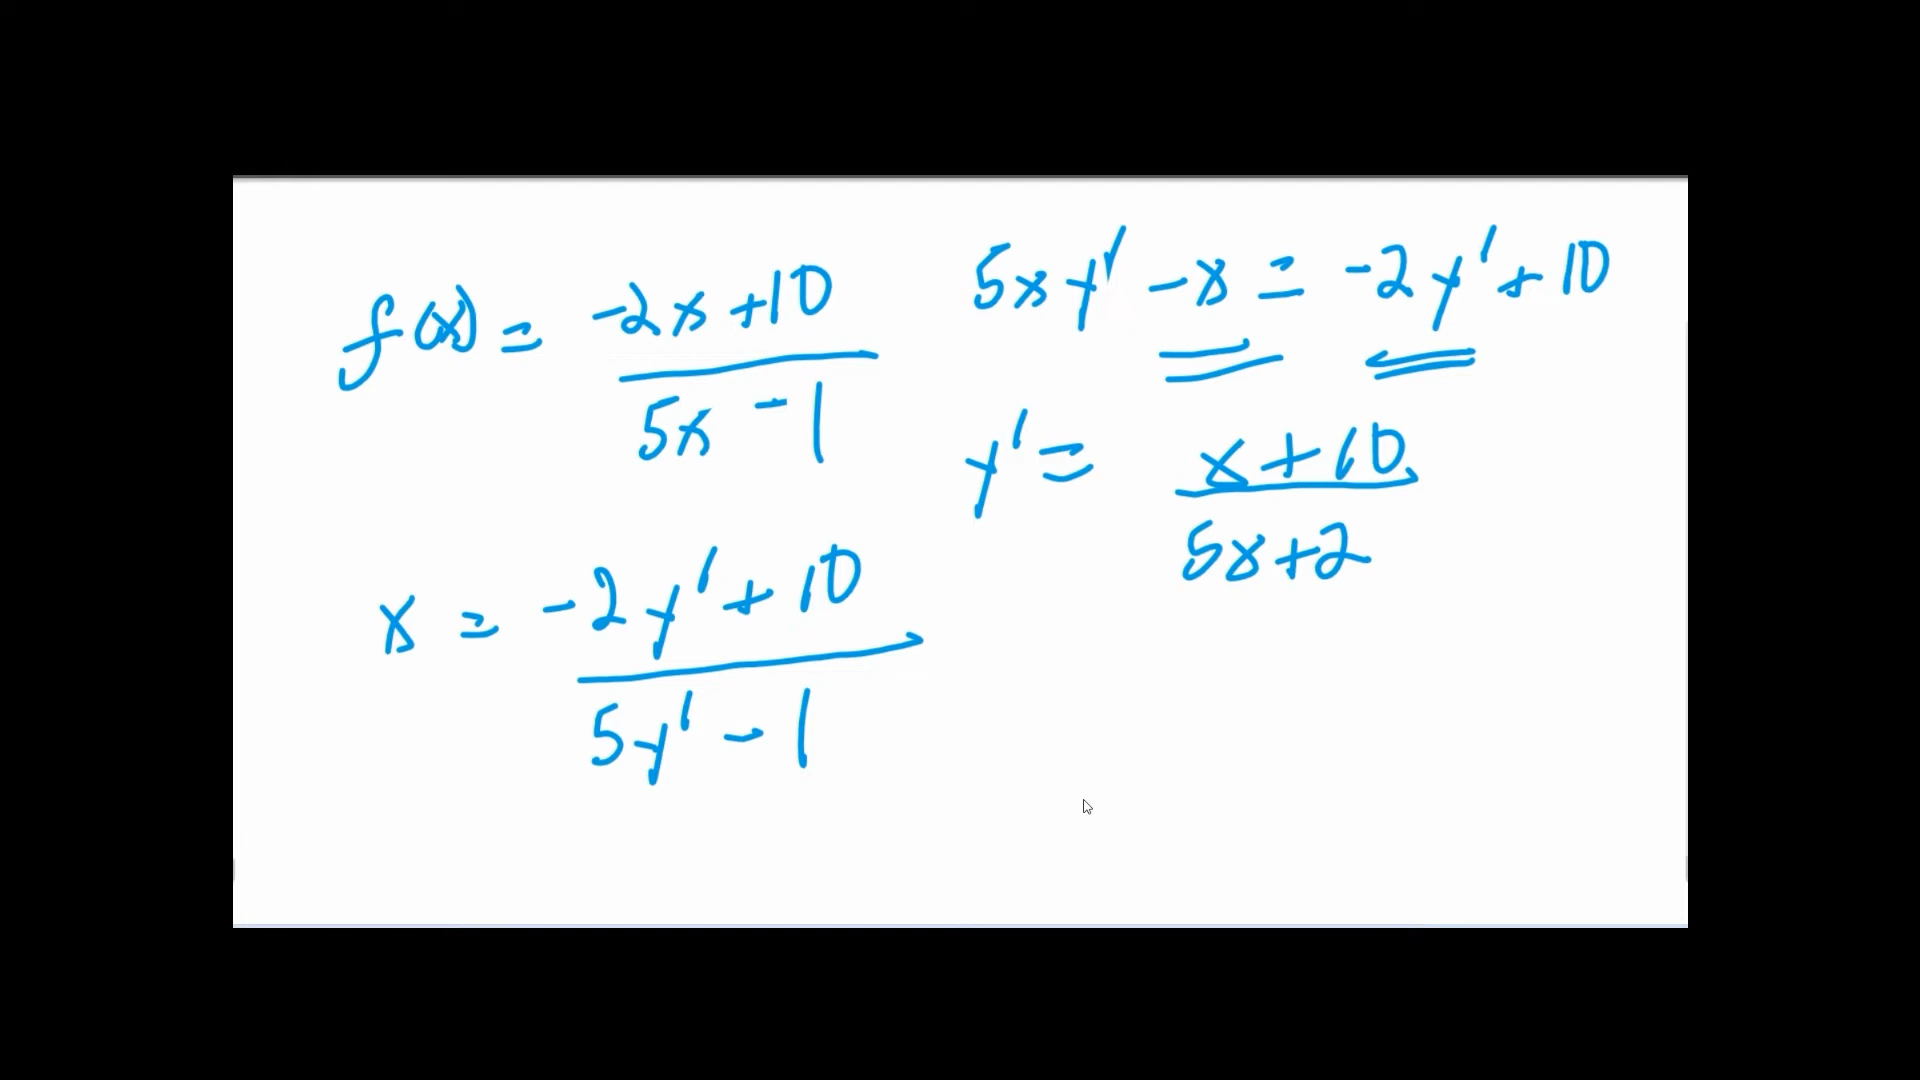 f(x) = -2x+10
5x - 1
x = -2y' + 10
5y' - 1
5xy' - x = -2y' + 10
y' = x+10
5x+2